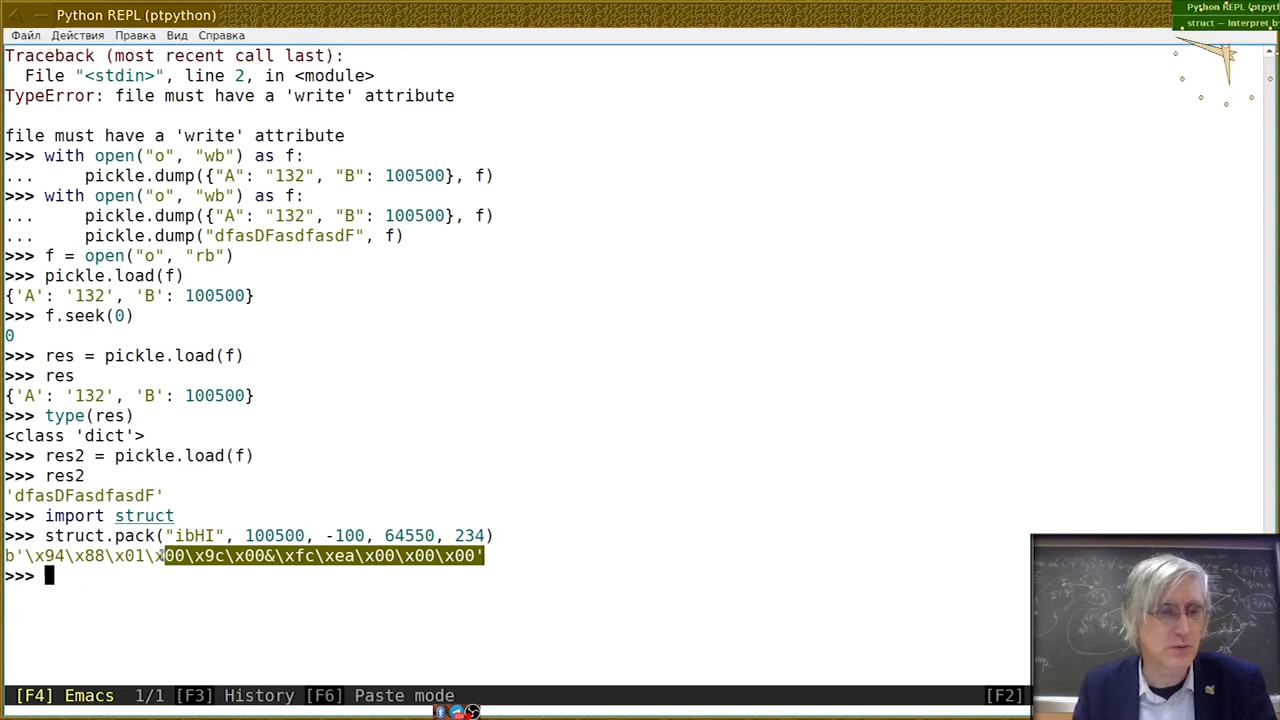 Python REPL (ptpython)
Python REPL (ptpyt
struct — Interpret b
Файл Действия Правка Вид Справка
Traceback (most recent call last):
  File "<stdin>", line 2, in <module>
TypeError: file must have a 'write' attribute
file must have a 'write' attribute
>>> with open("o", "wb") as f:
...     pickle.dump({"A": "132", "B": 100500}, f)
>>> with open("o", "wb") as f:
...     pickle.dump({"A": "132", "B": 100500}, f)
...     pickle.dump("dfasDFasdfasdF", f)
>>> f = open("o", "rb")
>>> pickle.load(f)
{'A': '132', 'B': 100500}
>>> f.seek(0)
0
>>> res = pickle.load(f)
>>> res
{'A': '132', 'B': 100500}
>>> type(res)
<class 'dict'>
>>> res2 = pickle.load(f)
>>> res2
'dfasDFasdfasdF'
>>> import struct
>>> struct.pack("ibHI", 100500, -100, 64550, 234)
b'\x94\x88\x01\x00\x9c\x00&\xfc\xea\x00\x00\x00'
>>>
[F4] Emacs 1/1 [F3] History [F6] Paste mode [F2]